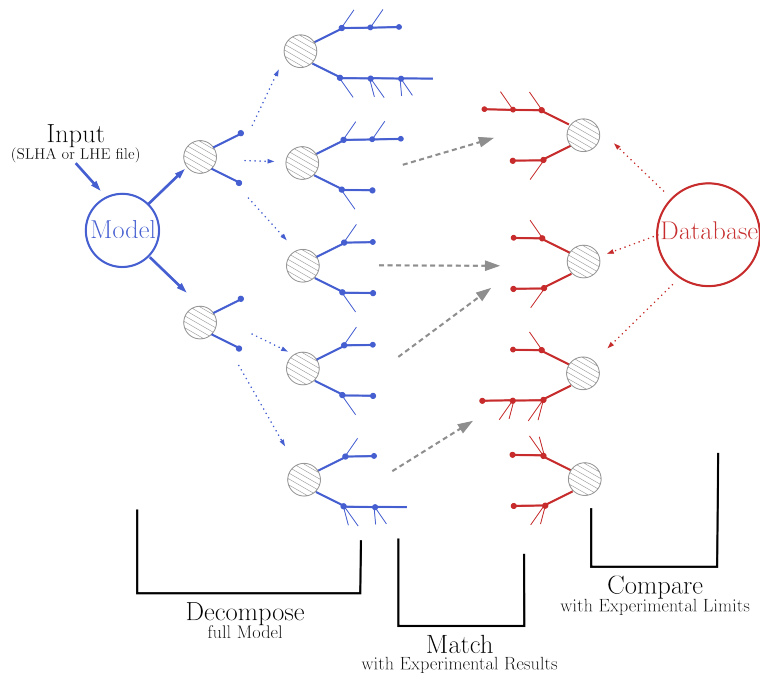 Input
(SLHA or LHE file)
Model
Database
Decompose
full Model
Match
with Experimental Results
Compare
with Experimental Limits